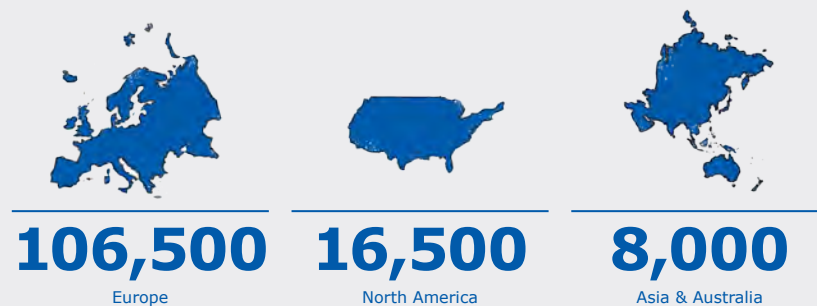 106,500
Europe
16,500
North America
8,000
Asia & Australia